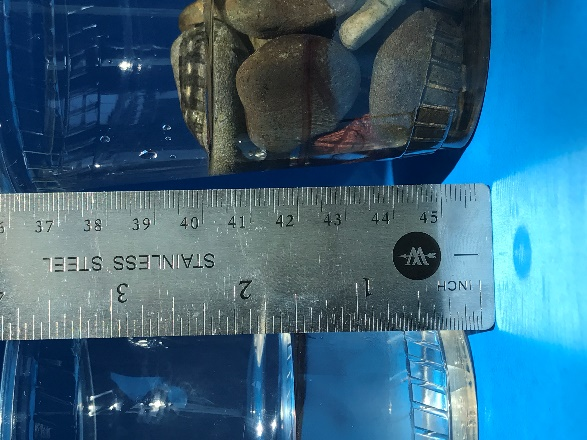 37 38 39 40 41 42 43 44 45
STAINLESS STEEL
INCH 1 2 3